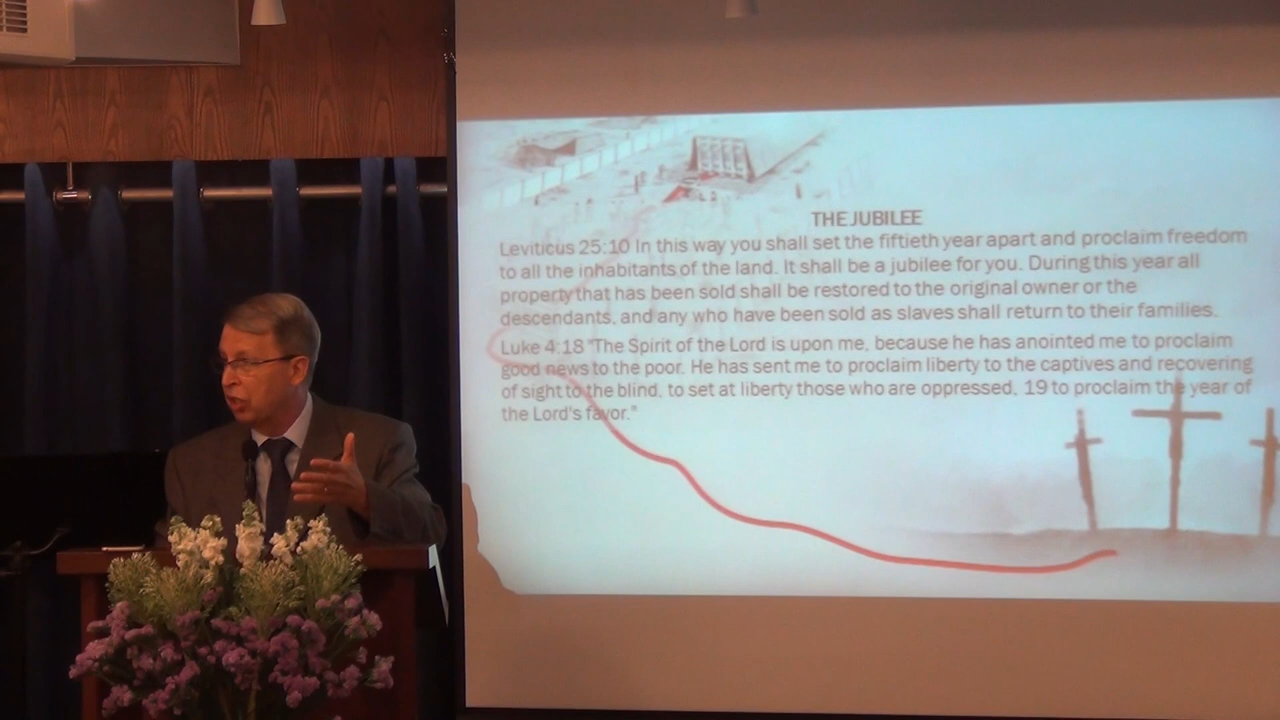 THE JUBILEE
Leviticus 25:10 In this way you shall set the fiftieth year apart and proclaim freedom
to all the inhabitants of the land. It shall be a jubilee for you. During this year all
property that has been sold shall be restored to the original owner or the
descendants, and any who have been sold as slaves shall return to their families.
Luke 4:18 "The Spirit of the Lord is upon me, because he has anointed me to proclaim
good news to the poor. He has sent me to proclaim liberty to the captives and recovering
of sight to the blind, to set at liberty those who are oppressed, 19 to proclaim the year of
the Lord's favor."